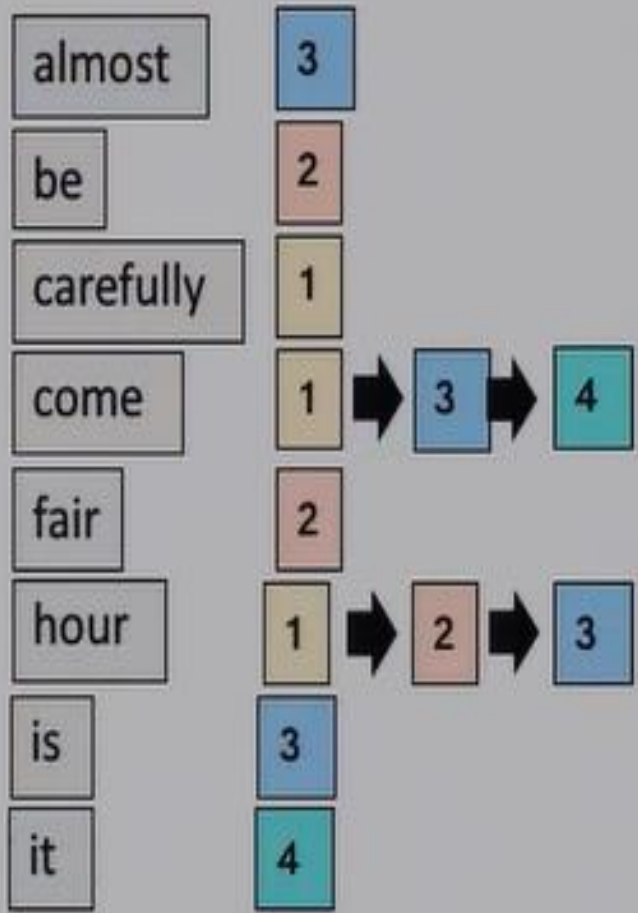 almost 3
be 2
carefully 1
come 1 3 4
fair 2
hour 1 2 3
is 3
it 4